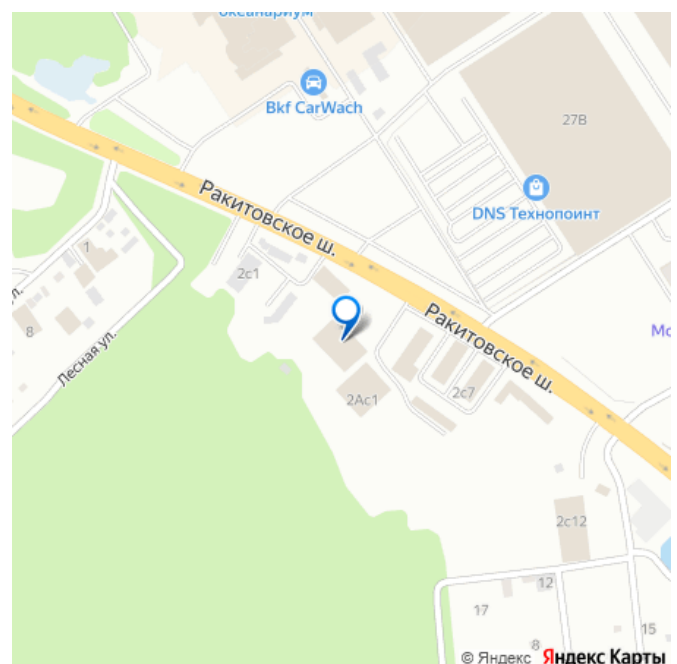 океанариум
Bkf CarWach
27В
DNS Технопоинт
Ракитовское ш.
2с1
1
8
Лесная ул.
Ракитовское ш.
2с7
2Ас1
2с12
12
17
8
15
© Яндекс Яндекс Карты